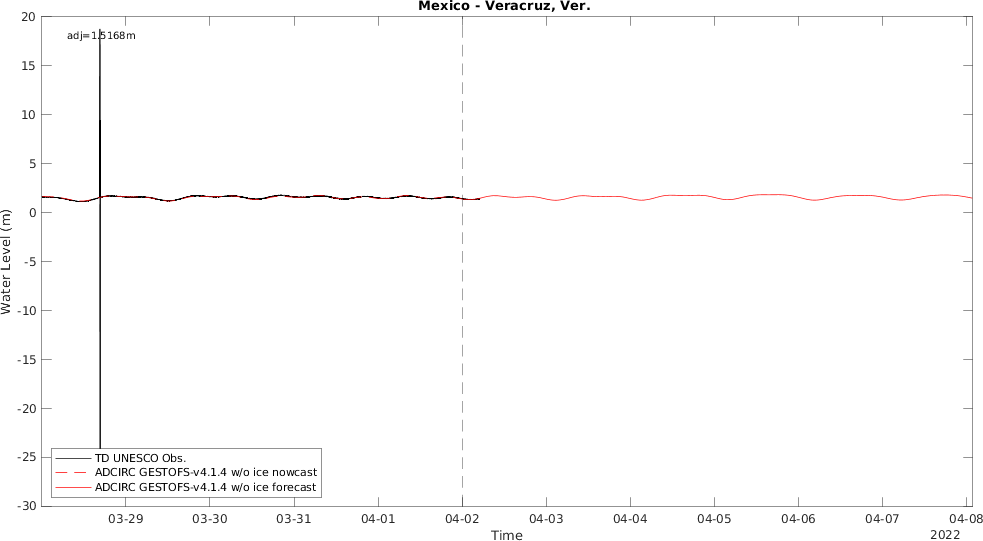 Mexico - Veracruz, Ver.
adj=1.5168m
20
15
10
5
0
-5
-10
-15
-20
-25
-30
Water Level (m)
TD UNESCO Obs.
ADCIRC GESTOFS-v4.1.4 w/o ice nowcast
ADCIRC GESTOFS-v4.1.4 w/o ice forecast
03-29 03-30 03-31 04-01 04-02 04-03 04-04 04-05 04-06 04-07 04-08
Time
2022